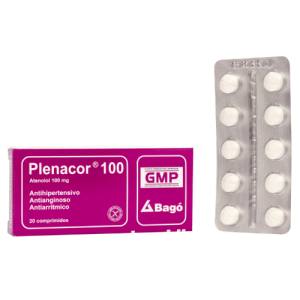 Plenacor® 100
Atenolol 100 mg
Antihipertensivo
Antianginoso
Antiarrítmico
20 comprimidos
GMP
Bagó